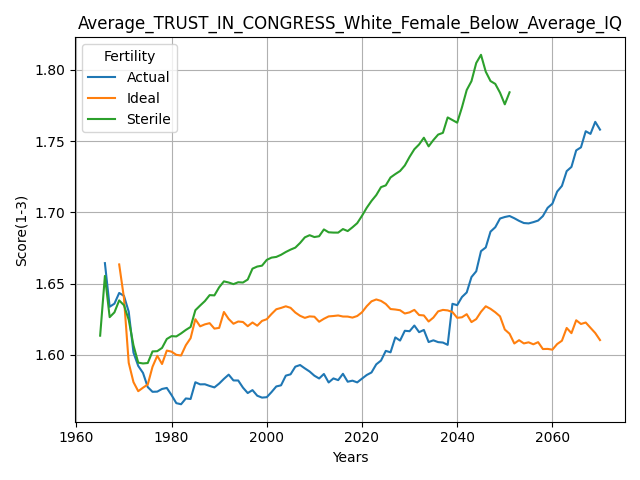 Average_TRUST_IN_CONGRESS_White_Female_Below_Average_IQ
Fertility
Actual
Ideal
Sterile
1.80
1.75
1.70
1.65
1.60
Score(1-3)
1960
1980
2000
2020
2040
2060
Years